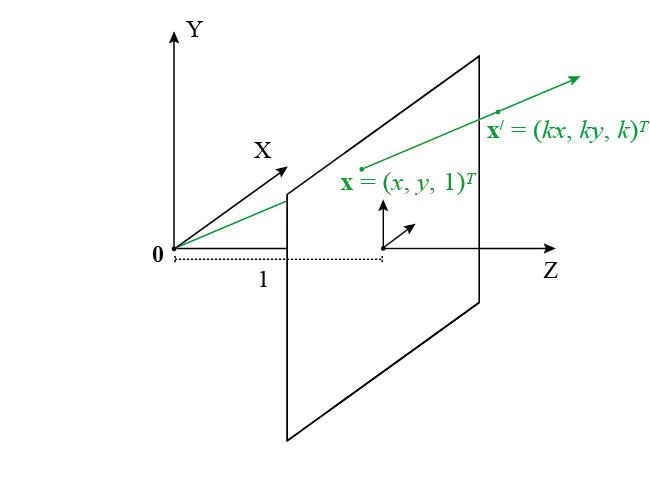 Y
X
x′ = (kx, ky, k)ᵀ
x = (x, y, 1)ᵀ
0
Z
1